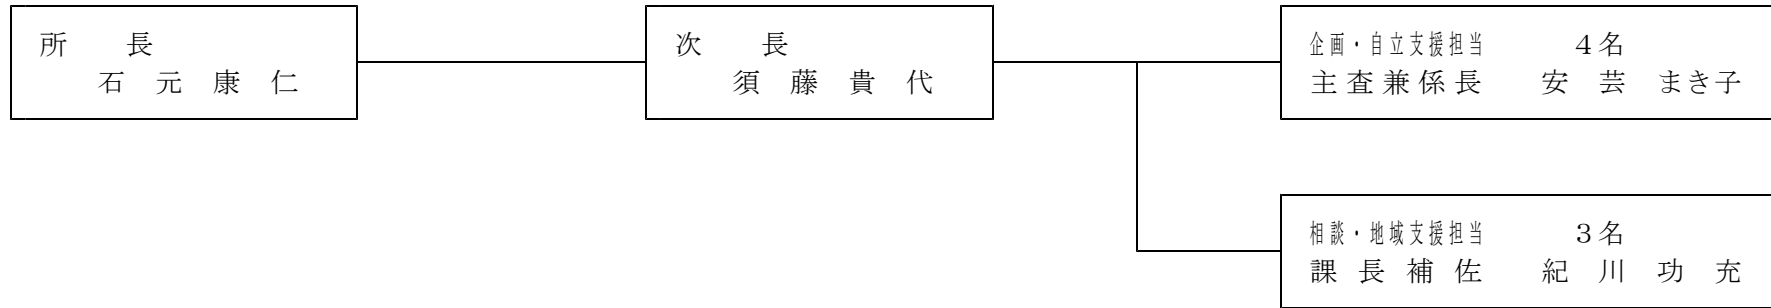 所　長
石元康仁
次　長
須藤貴代
企画・自立支援担当　4名
主査兼係長　安芸　まき子
相談・地域支援担当　3名
課長補佐　紀川功充